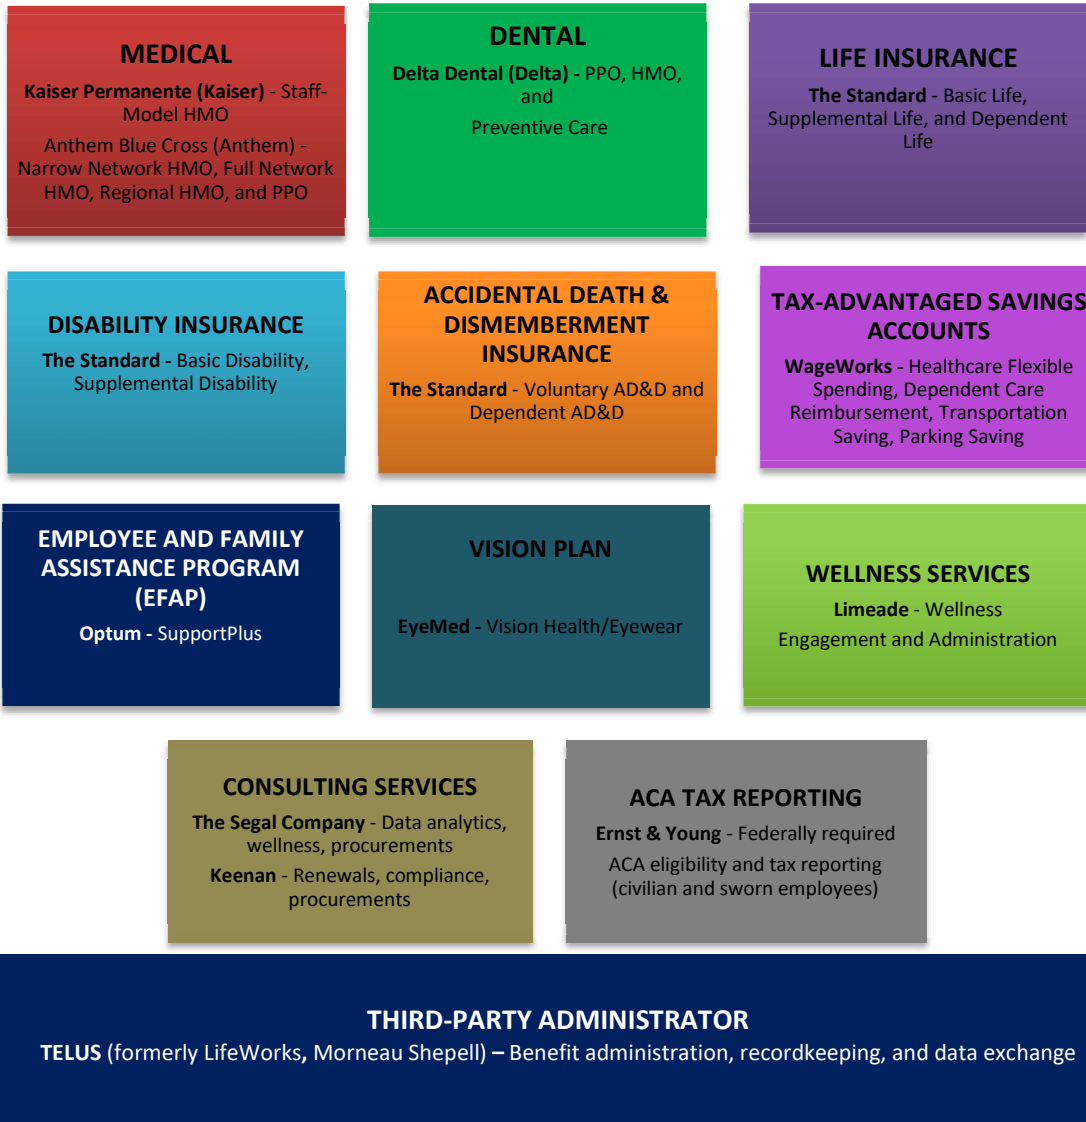 MEDICAL
Kaiser Permanente (Kaiser) - Staff-
Model HMO
Anthem Blue Cross (Anthem) -
Narrow Network HMO, Full Network
HMO, Regional HMO, and PPO
DENTAL
Delta Dental (Delta) - PPO, HMO,
and
Preventive Care
LIFE INSURANCE
The Standard - Basic Life,
Supplemental Life, and Dependent
Life
DISABILITY INSURANCE
The Standard - Basic Disability,
Supplemental Disability
ACCIDENTAL DEATH &
DISMEMBERMENT
INSURANCE
The Standard - Voluntary AD&D and
Dependent AD&D
TAX-ADVANTAGED SAVINGS
ACCOUNTS
WageWorks - Healthcare Flexible
Spending, Dependent Care
Reimbursement, Transportation
Saving, Parking Saving
EMPLOYEE AND FAMILY
ASSISTANCE PROGRAM
(EFAP)
Optum - SupportPlus
VISION PLAN
EyeMed - Vision Health/Eyewear
WELLNESS SERVICES
Limeade - Wellness
Engagement and Administration
CONSULTING SERVICES
The Segal Company - Data analytics,
wellness, procurements
Keenan - Renewals, compliance,
procurements
ACA TAX REPORTING
Ernst & Young - Federally required
ACA eligibility and tax reporting
(civilian and sworn employees)
THIRD-PARTY ADMINISTRATOR
TELUS (formerly LifeWorks, Morneau Shepell) – Benefit administration, recordkeeping, and data exchange